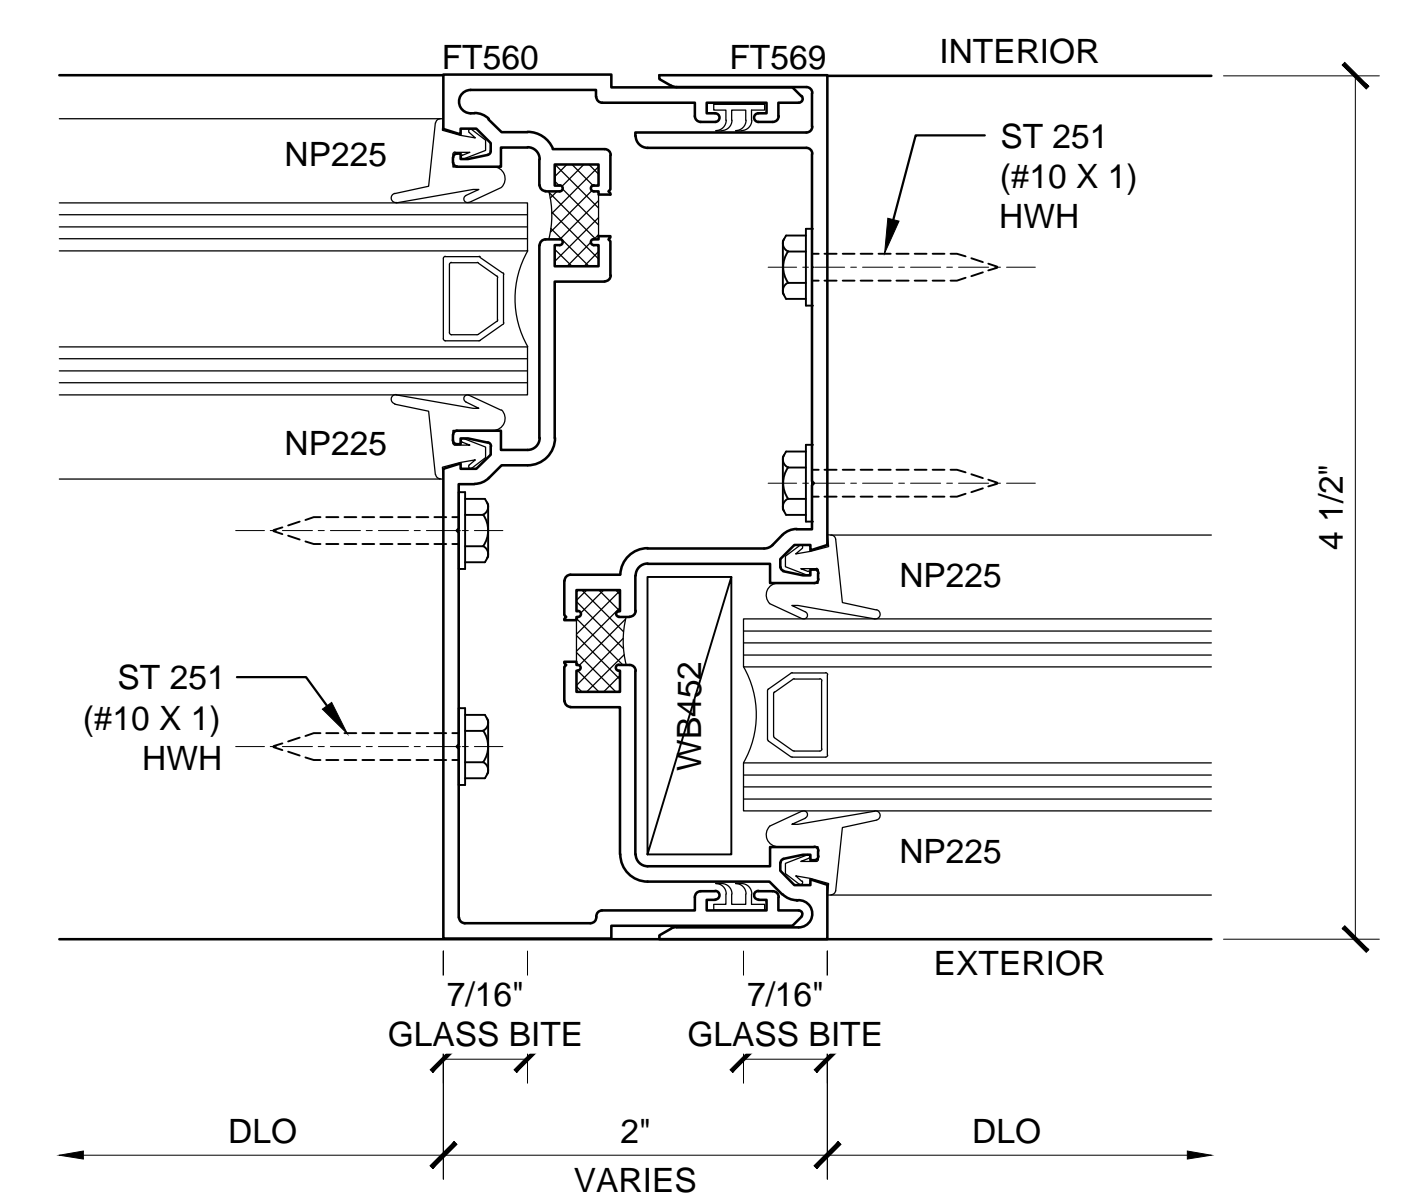 FT560
FT569
INTERIOR
NP225
ST 251
(#10 X 1)
HWH
NP225
4 1/2"
NP225
ST 251
(#10 X 1)
HWH
WB452
NP225
EXTERIOR
7/16"
GLASS BITE
7/16"
GLASS BITE
DLO
2"
DLO
VARIES